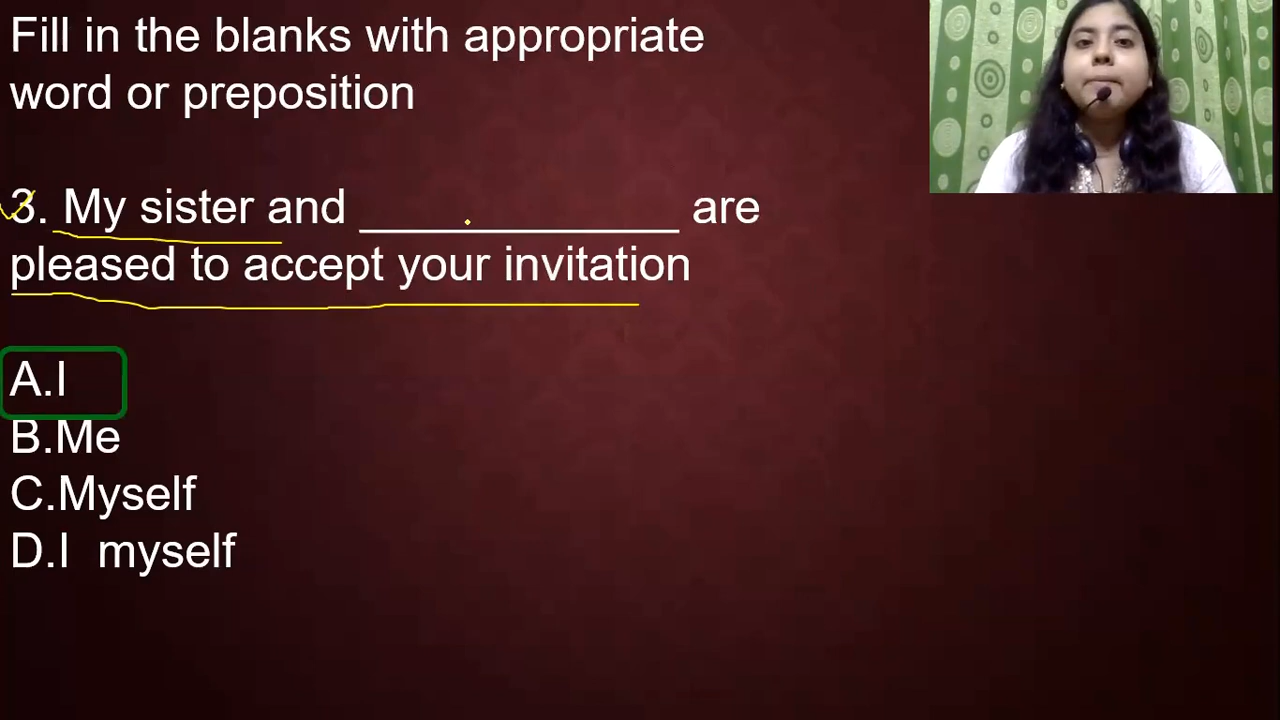 Fill in the blanks with appropriate
word or preposition
3. My sister and ____________ are
pleased to accept your invitation
A.I
B.Me
C.Myself
D.I  myself